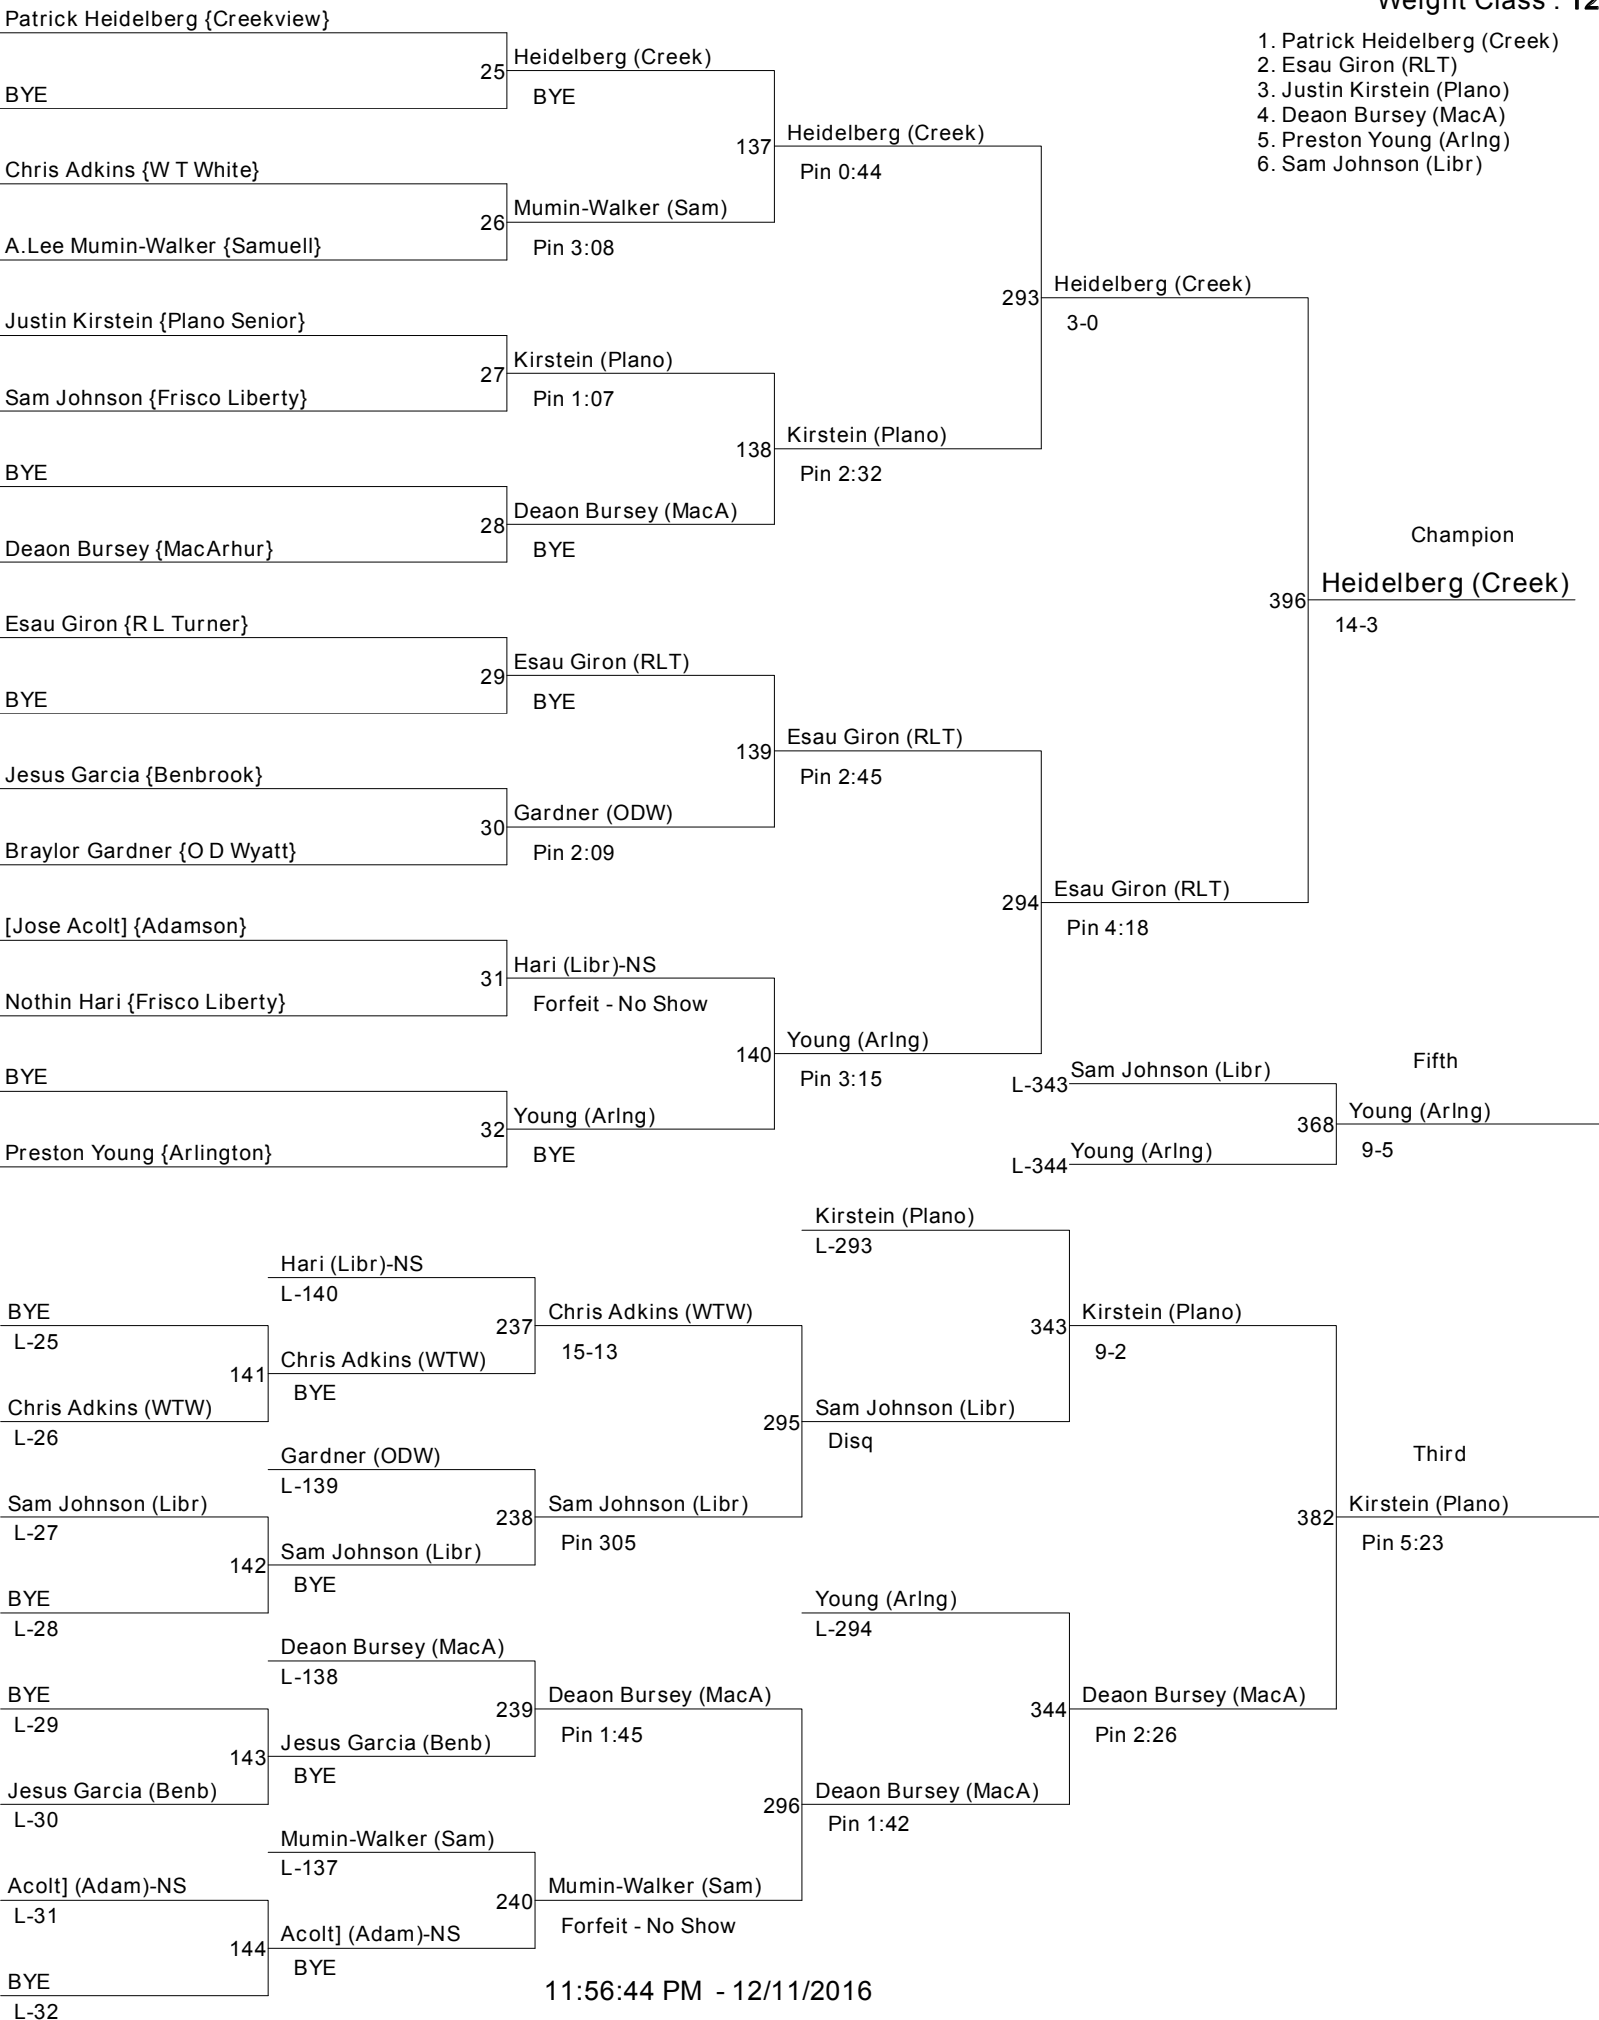 Weight Class : 12
1. Patrick Heidelberg (Creek)
2. Esau Giron (RLT)
3. Justin Kirstein (Plano)
4. Deaon Bursey (MacA)
5. Preston Young (Arlng)
6. Sam Johnson (Libr)
Patrick Heidelberg {Creekview}
25 Heidelberg (Creek)
BYE
BYE
137 Heidelberg (Creek)
Pin 0:44
Chris Adkins {W T White}
26 Mumin-Walker (Sam)
A.Lee Mumin-Walker {Samuell}
Pin 3:08
293 Heidelberg (Creek)
3-0
Justin Kirstein {Plano Senior}
27 Kirstein (Plano)
Sam Johnson {Frisco Liberty}
Pin 1:07
138 Kirstein (Plano)
Pin 2:32
BYE
28 Deaon Bursey (MacA)
Deaon Bursey {MacArhur}
BYE
Champion
396 Heidelberg (Creek)
14-3
Esau Giron {R L Turner}
29 Esau Giron (RLT)
BYE
BYE
139 Esau Giron (RLT)
Pin 2:45
Jesus Garcia {Benbrook}
30 Gardner (ODW)
Braylor Gardner {O D Wyatt}
Pin 2:09
294 Esau Giron (RLT)
Pin 4:18
[Jose Acolt] {Adamson}
31 Hari (Libr)-NS
Nothin Hari {Frisco Liberty}
Forfeit - No Show
140 Young (Arlng)
Pin 3:15
BYE
32 Young (Arlng)
Preston Young {Arlington}
BYE
Fifth
L-343 Sam Johnson (Libr)
368 Young (Arlng)
9-5
L-344 Young (Arlng)
Kirstein (Plano)
L-293
Hari (Libr)-NS
L-140
BYE
L-25
237 Chris Adkins (WTW)
15-13
343 Kirstein (Plano)
9-2
141 Chris Adkins (WTW)
BYE
Chris Adkins (WTW)
L-26
295 Sam Johnson (Libr)
Disq
Gardner (ODW)
L-139
Third
Sam Johnson (Libr)
L-27
238 Sam Johnson (Libr)
Pin 305
382 Kirstein (Plano)
Pin 5:23
142 Sam Johnson (Libr)
BYE
BYE
L-28
Young (Arlng)
L-294
Deaon Bursey (MacA)
L-138
BYE
L-29
239 Deaon Bursey (MacA)
Pin 1:45
344 Deaon Bursey (MacA)
Pin 2:26
143 Jesus Garcia (Benb)
BYE
Jesus Garcia (Benb)
L-30
296 Deaon Bursey (MacA)
Pin 1:42
Mumin-Walker (Sam)
L-137
Acolt] (Adam)-NS
L-31
240 Mumin-Walker (Sam)
Forfeit - No Show
144 Acolt] (Adam)-NS
BYE
BYE
L-32
11:56:44 PM - 12/11/2016